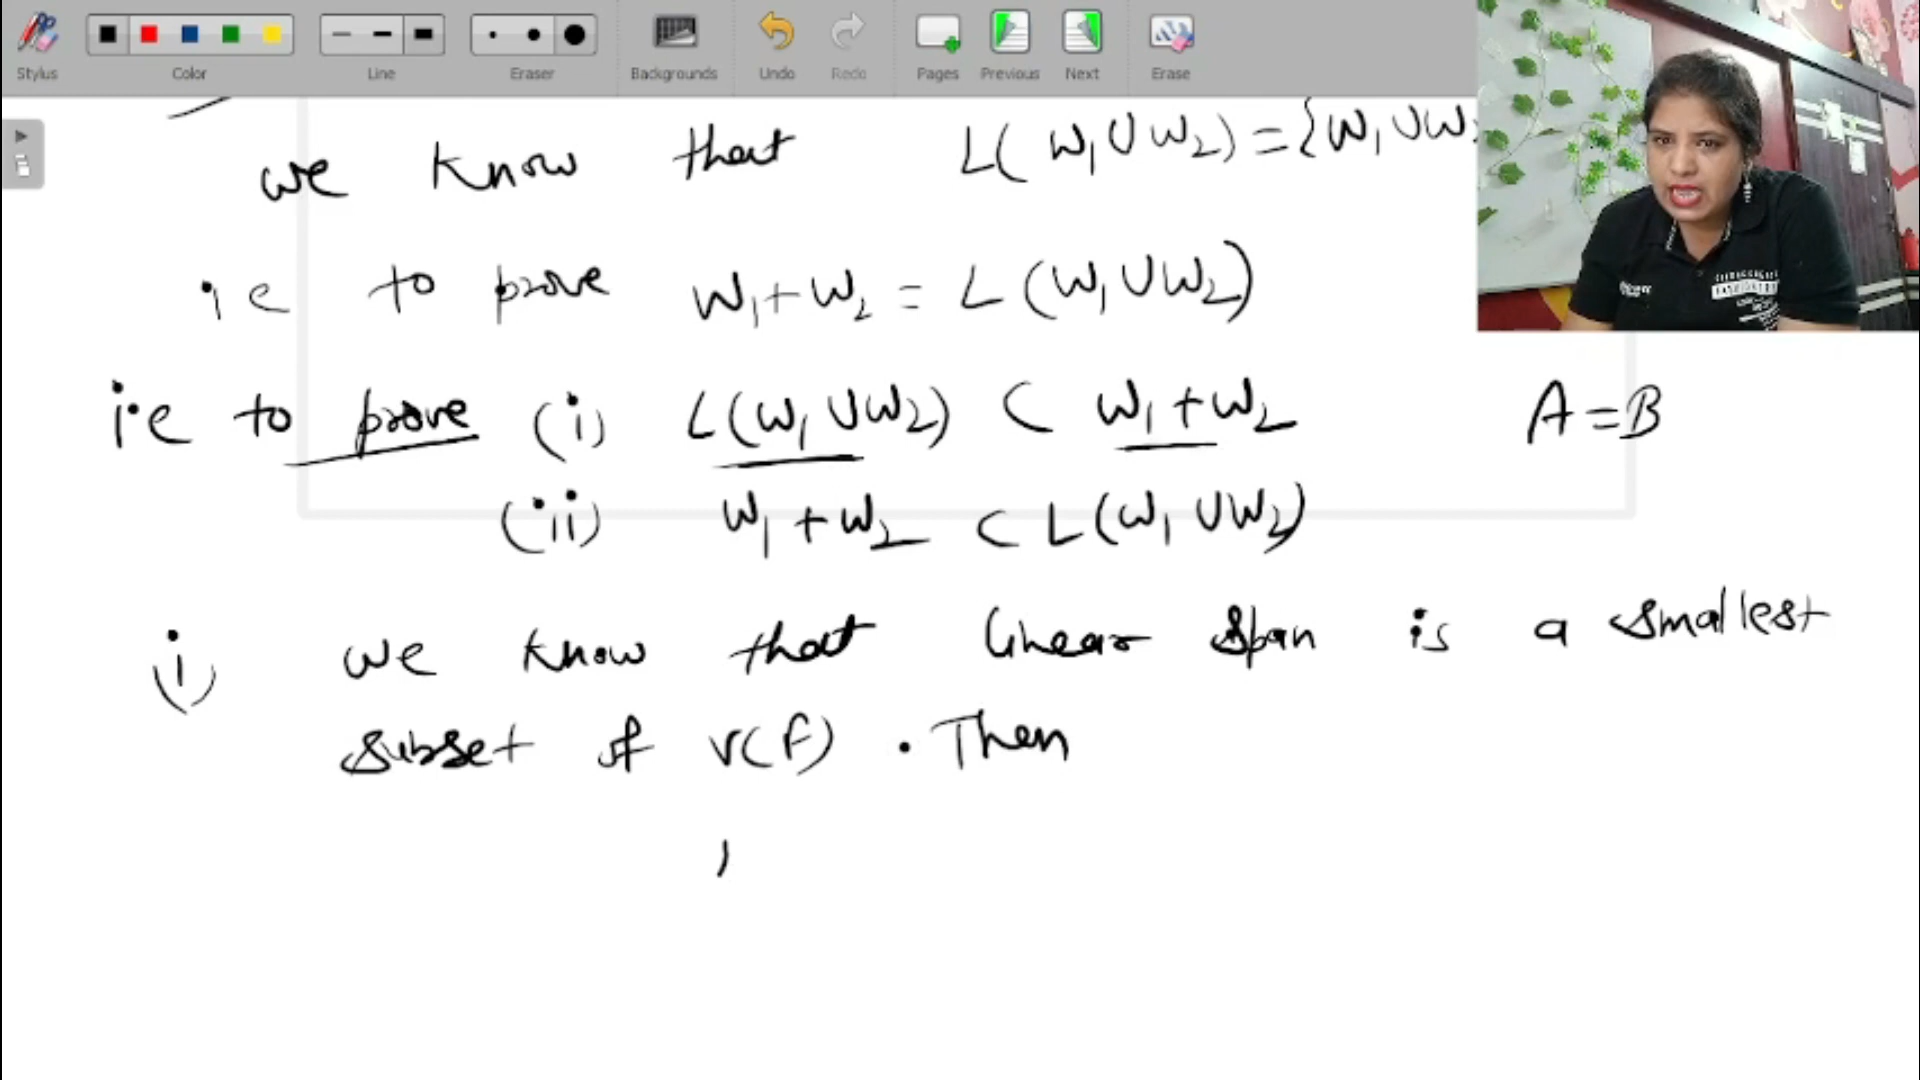 Stylus
Color
Line
Eraser
Backgrounds
Undo
Redo
Pages
Previous
Next
Erase
we know that L(W₁∪W₂)={W₁∪W
ie to prove W₁+W₂ = L(W₁∪W₂)
ie to prove (i) L(W₁∪W₂) ⊂ W₁+W₂ A=B
(ii) W₁+W₂ ⊂ L(W₁∪W₂)
(i) we know that linear span is a smallest
subset of V(F) . Then